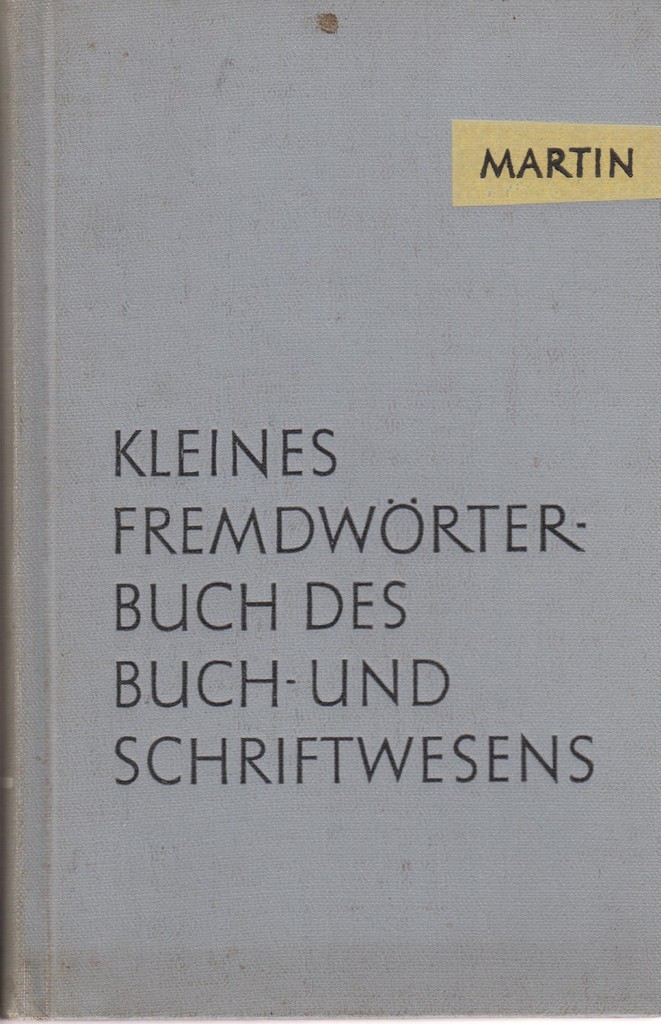 MARTIN
KLEINES
FREMDWÖRTER-
BUCH DES
BUCH- UND
SCHRIFTWESENS